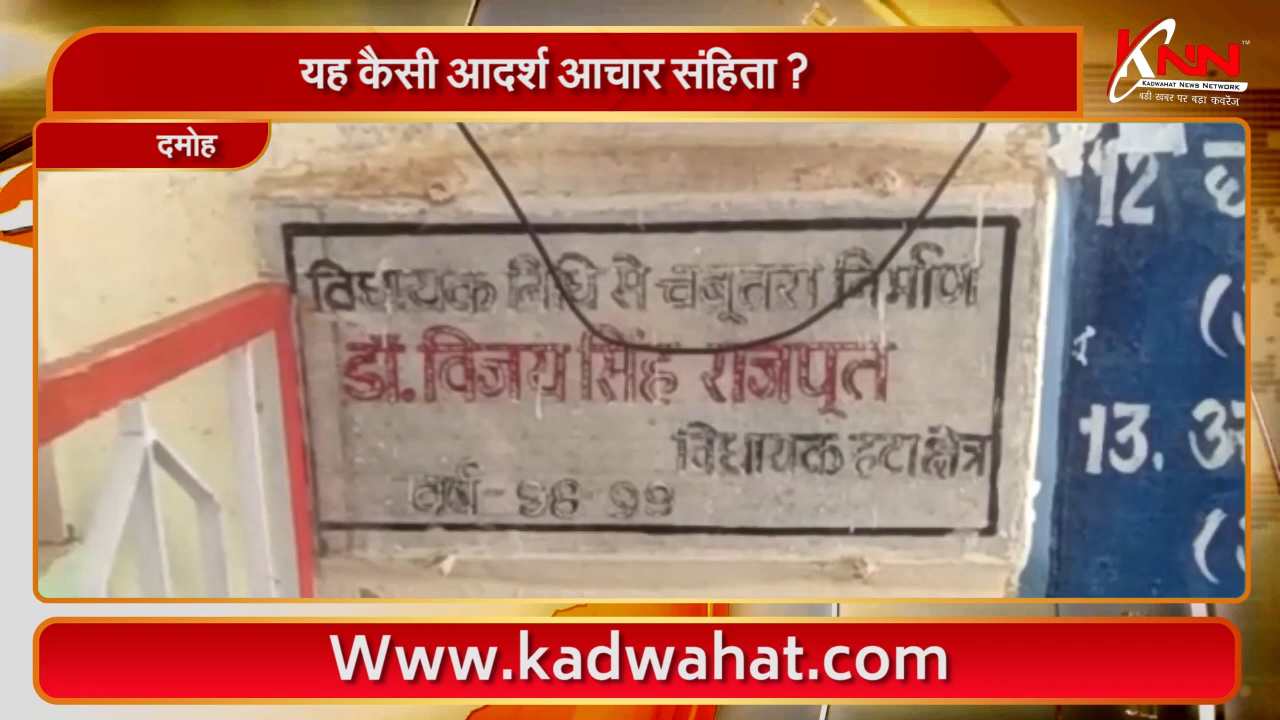 यह कैसी आदर्श आचार संहिता ?
KNN™
KADWAHAT NEWS NETWORK
बड़ी खबर पर बड़ा कवरेज
दमोह
विधायक निधि से चबूतरा निर्माण
डॉ. विजय सिंह राजपूत
विधायक हटा क्षेत्र
वर्ष - 98-99
12
13.
Www.kadwahat.com